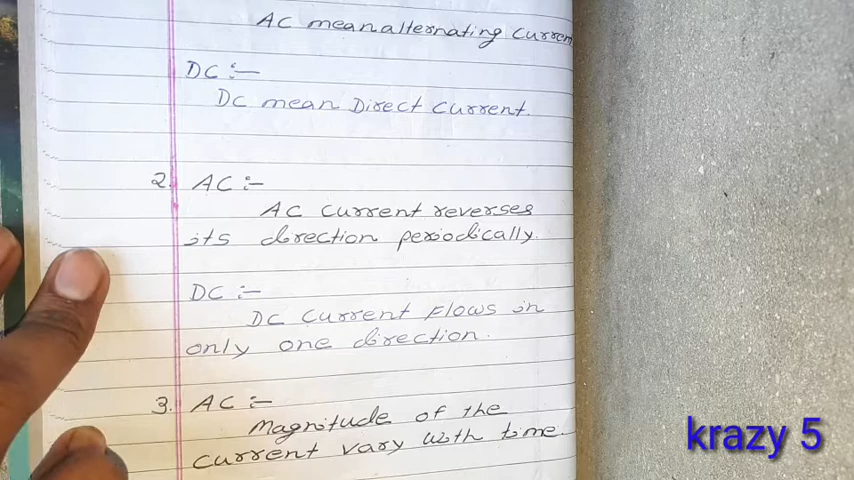 AC mean alternating Current
DC :-
DC mean Direct Current.
2. AC :-
AC Current reverses
its direction periodically.
DC :-
DC Current Flows in
only one direction.
3. AC :-
Magnitude of the
Current vary with time.
krazy 5